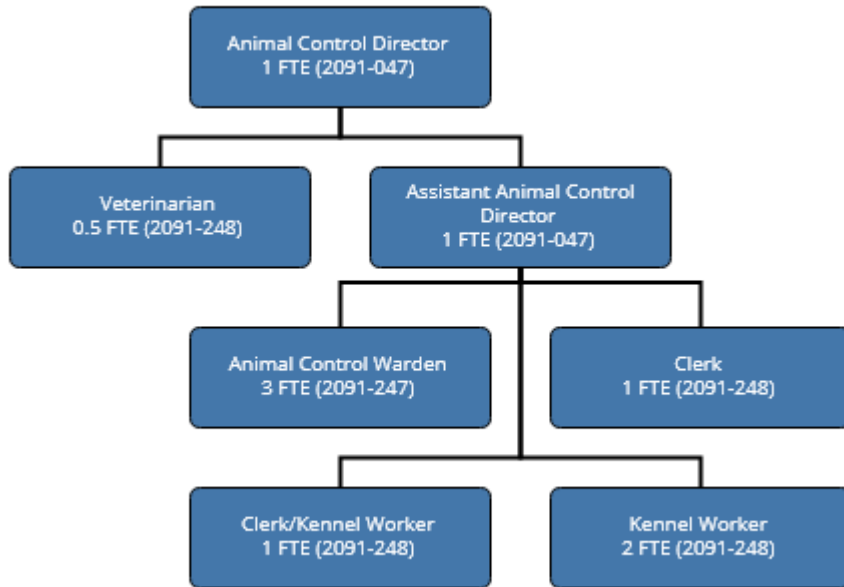 Animal Control Director
1 FTE (2091-047)
Veterinarian
0.5 FTE (2091-248)
Assistant Animal Control
Director
1 FTE (2091-047)
Animal Control Warden
3 FTE (2091-247)
Clerk
1 FTE (2091-248)
Clerk/Kennel Worker
1 FTE (2091-248)
Kennel Worker
2 FTE (2091-248)